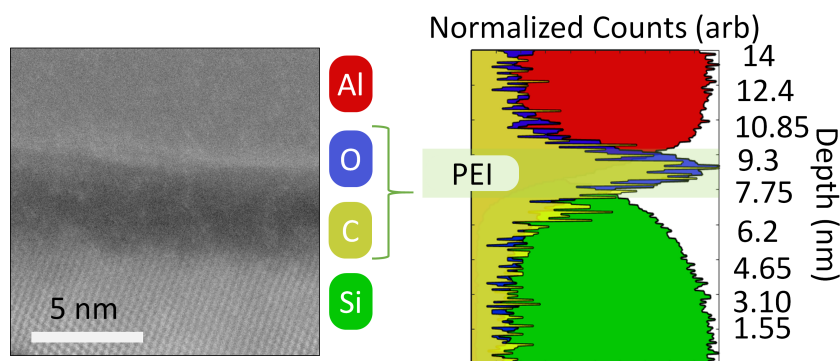 Normalized Counts (arb)
Al
O
C
Si
5 nm
PEI
14
12.4
10.85
9.3
7.75
6.2
4.65
3.10
1.55
Depth (nm)